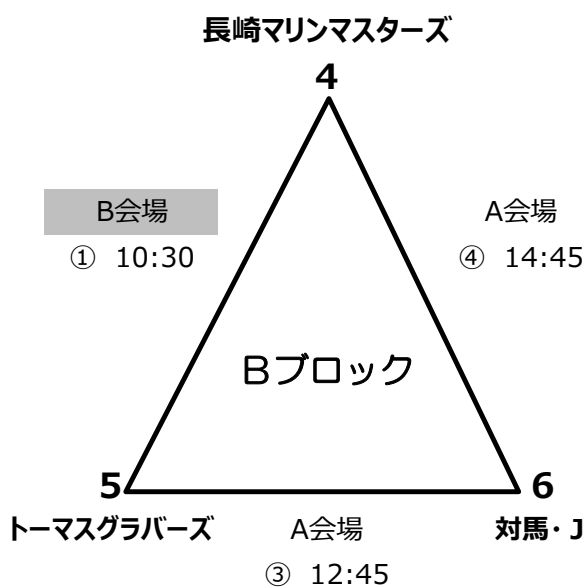 長崎マリンマスターズ
4
B会場
① 10:30
A会場
④ 14:45
Bブロック
5
6
トーマスグラバーズ
A会場
③ 12:45
対馬・J